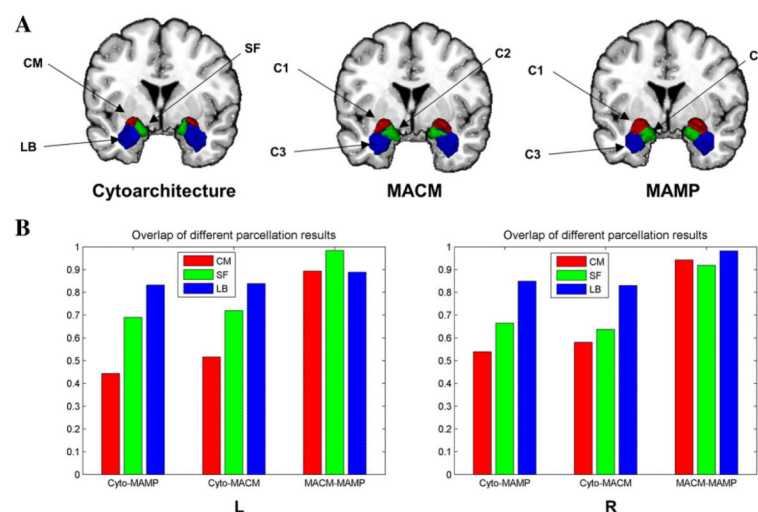 A
CM
SF
LB
Cytoarchitecture
C1
C2
C3
MACM
C1
C
C3
MAMP
B
Overlap of different parcellation results
1
0.9
0.8
0.7
0.6
0.5
0.4
0.3
0.2
0.1
0
CM
SF
LB
Cyto-MAMP Cyto-MACM MACM-MAMP
L
Overlap of different parcellation results
1
0.9
0.8
0.7
0.6
0.5
0.4
0.3
0.2
0.1
0
CM
SF
LB
Cyto-MAMP Cyto-MACM MACM-MAMP
R